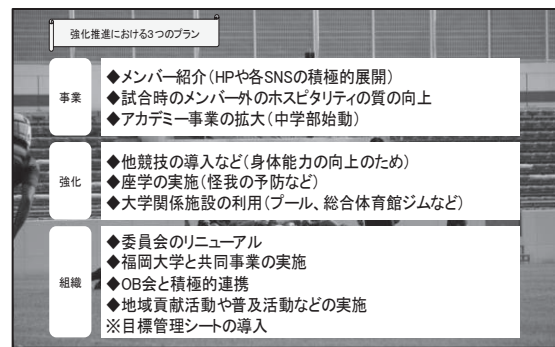 強化推進における3つのプラン
事業
◆メンバー紹介(HPや各SNSの積極的展開)
◆試合時のメンバー外のホスピタリティの質の向上
◆アカデミー事業の拡大(中学部始動)
強化
◆他競技の導入など(身体能力の向上のため)
◆座学の実施(怪我の予防など)
◆大学関係施設の利用(プール、総合体育館ジムなど)
組織
◆委員会のリニューアル
◆福岡大学と共同事業の実施
◆OB会と積極的連携
◆地域貢献活動や普及活動などの実施
※目標管理シートの導入